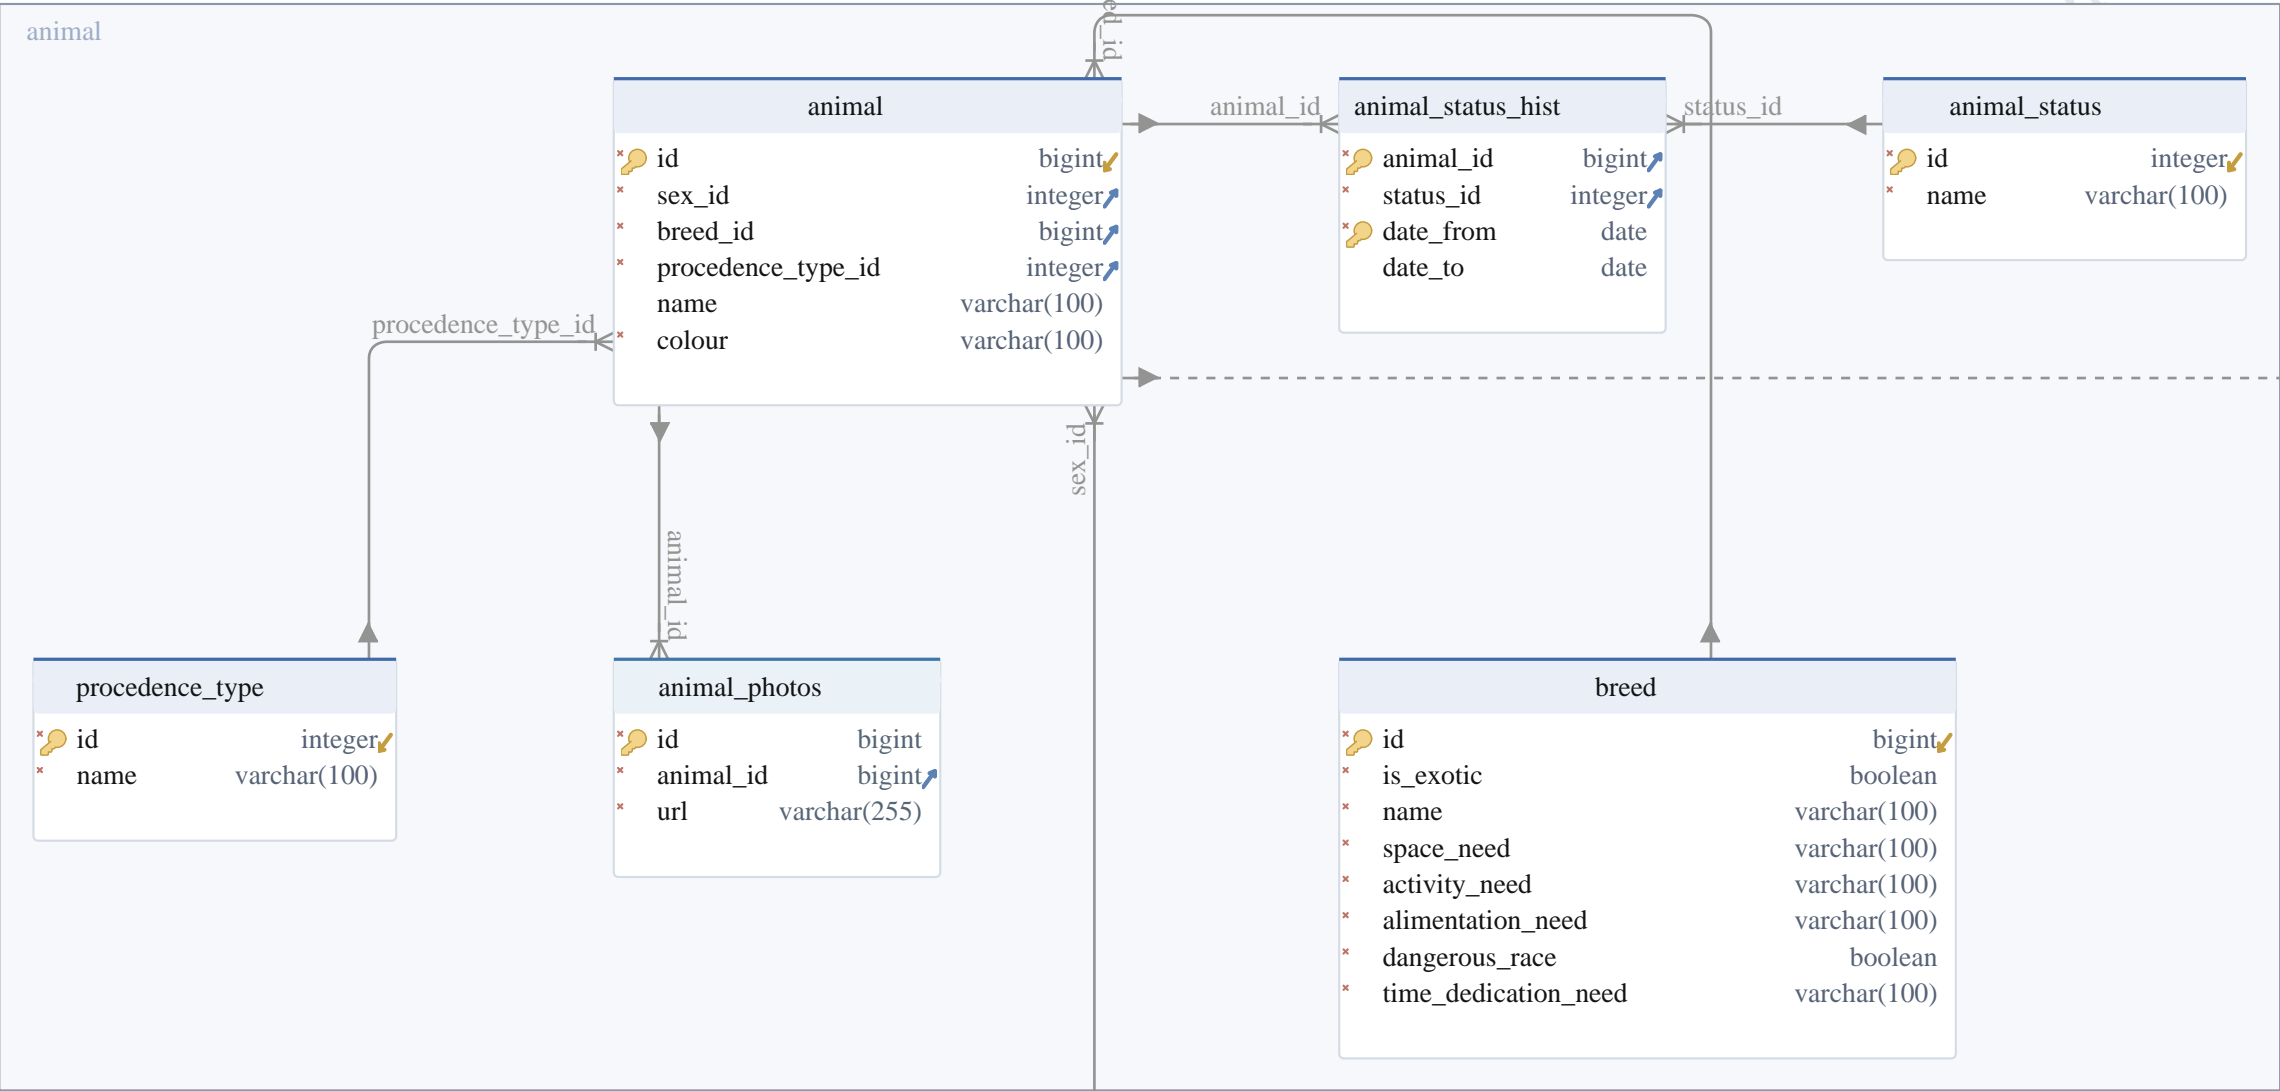 animal
ed_id
animal
id bigint
sex_id integer
breed_id bigint
procedence_type_id integer
name varchar(100)
colour varchar(100)
animal_id
animal_status_hist
animal_id bigint
status_id integer
date_from date
date_to date
status_id
animal_status
id integer
name varchar(100)
procedence_type_id
sex_id
animal_id
procedence_type
id integer
name varchar(100)
animal_photos
id bigint
animal_id bigint
url varchar(255)
breed
id bigint
is_exotic boolean
name varchar(100)
space_need varchar(100)
activity_need varchar(100)
alimentation_need varchar(100)
dangerous_race boolean
time_dedication_need varchar(100)